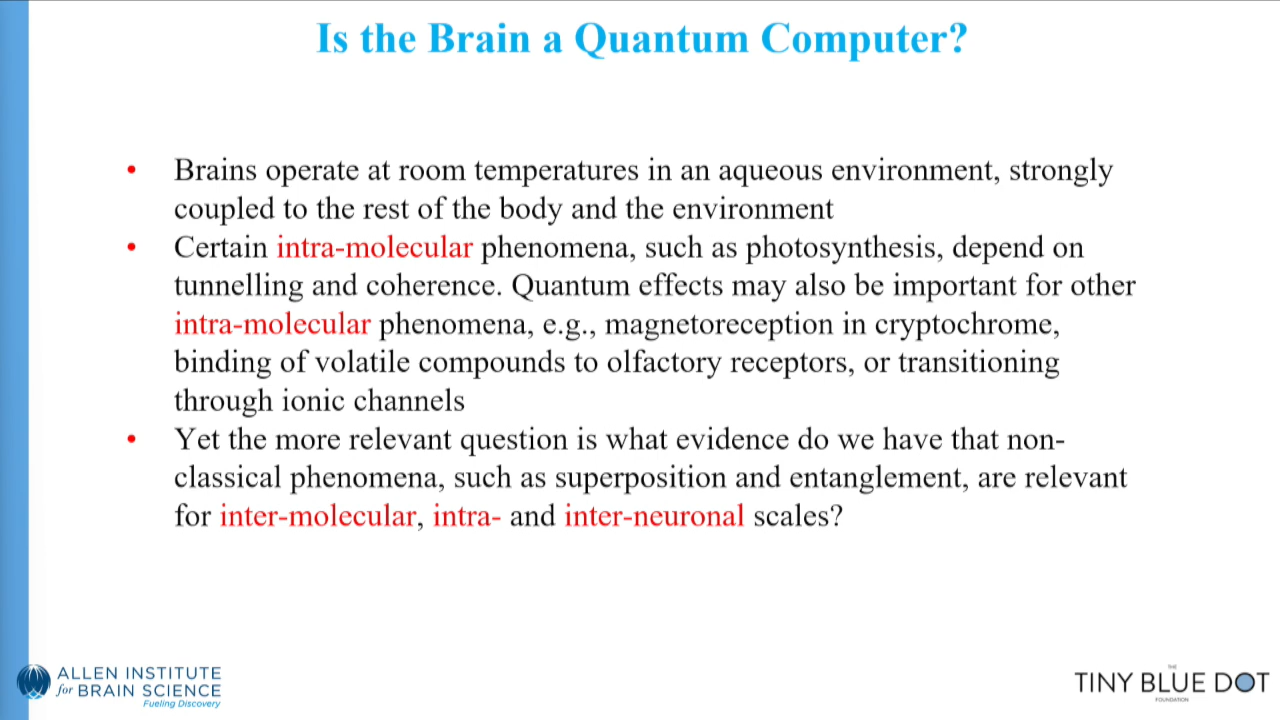 Is the Brain a Quantum Computer?
• Brains operate at room temperatures in an aqueous environment, strongly
coupled to the rest of the body and the environment
• Certain intra-molecular phenomena, such as photosynthesis, depend on
tunnelling and coherence. Quantum effects may also be important for other
intra-molecular phenomena, e.g., magnetoreception in cryptochrome,
binding of volatile compounds to olfactory receptors, or transitioning
through ionic channels
• Yet the more relevant question is what evidence do we have that non-
classical phenomena, such as superposition and entanglement, are relevant
for inter-molecular, intra- and inter-neuronal scales?
ALLEN INSTITUTE
for BRAIN SCIENCE
Fueling Discovery
THE
TINY BLUE DOT
FOUNDATION